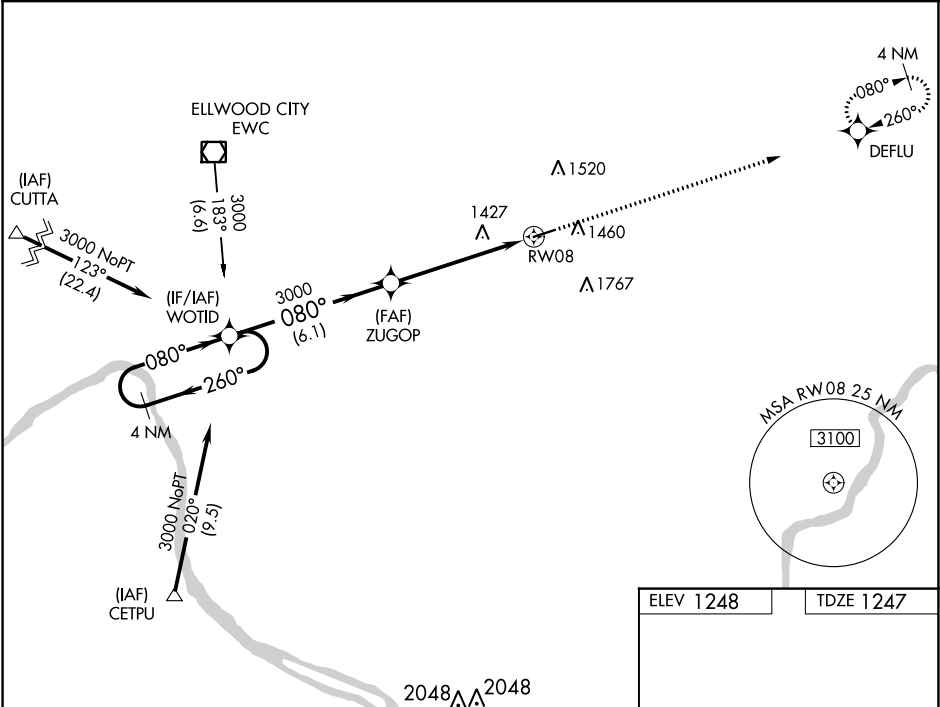 4 NM
080°
260°
DEFLU
ELLWOOD CITY
EWC
3000
183°
(6.6)
(IAF)
CUTTA
3000 NoPT
123°
(22.4)
1520
1427
1460
RW08
1767
(IF/IAF)
WOTID
3000
080°
(6.1)
(FAF)
ZUGOP
080°
260°
4 NM
3000 NoPT
020°
(9.5)
(IAF)
CETPU
MSA RW08 25 NM
3100
ELEV 1248
TDZE 1247
2048 2048